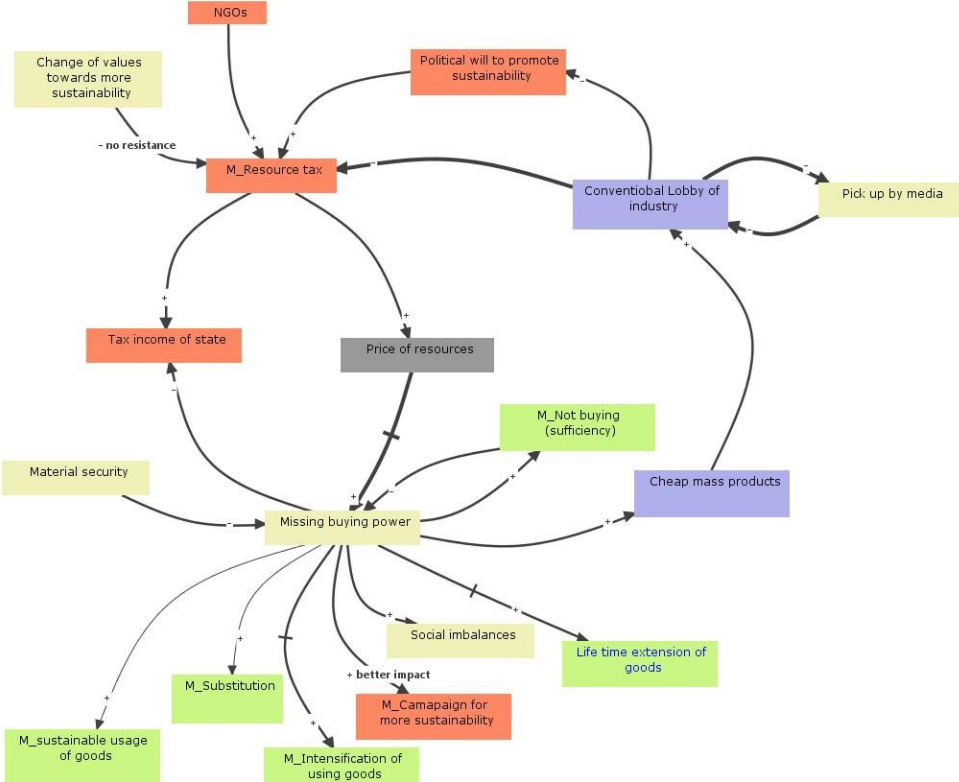 NGOs
Change of values
towards more
sustainability
Political will to promote
sustainability
-
+
+
- no resistance
M_Resource tax
-
Conventiobal Lobby of
industry
-
Pick up by media
-
+
+
+
Tax income of state
Price of resources
-
M_Not buying
(sufficiency)
Material security
-
+
Cheap mass products
+
-
Missing buying power
+
+
+
Social imbalances
+
Life time extension of
goods
+
+ better impact
M_Substitution
+
M_Camapaign for
more sustainability
+
M_sustainable usage
of goods
M_Intensification of
using goods